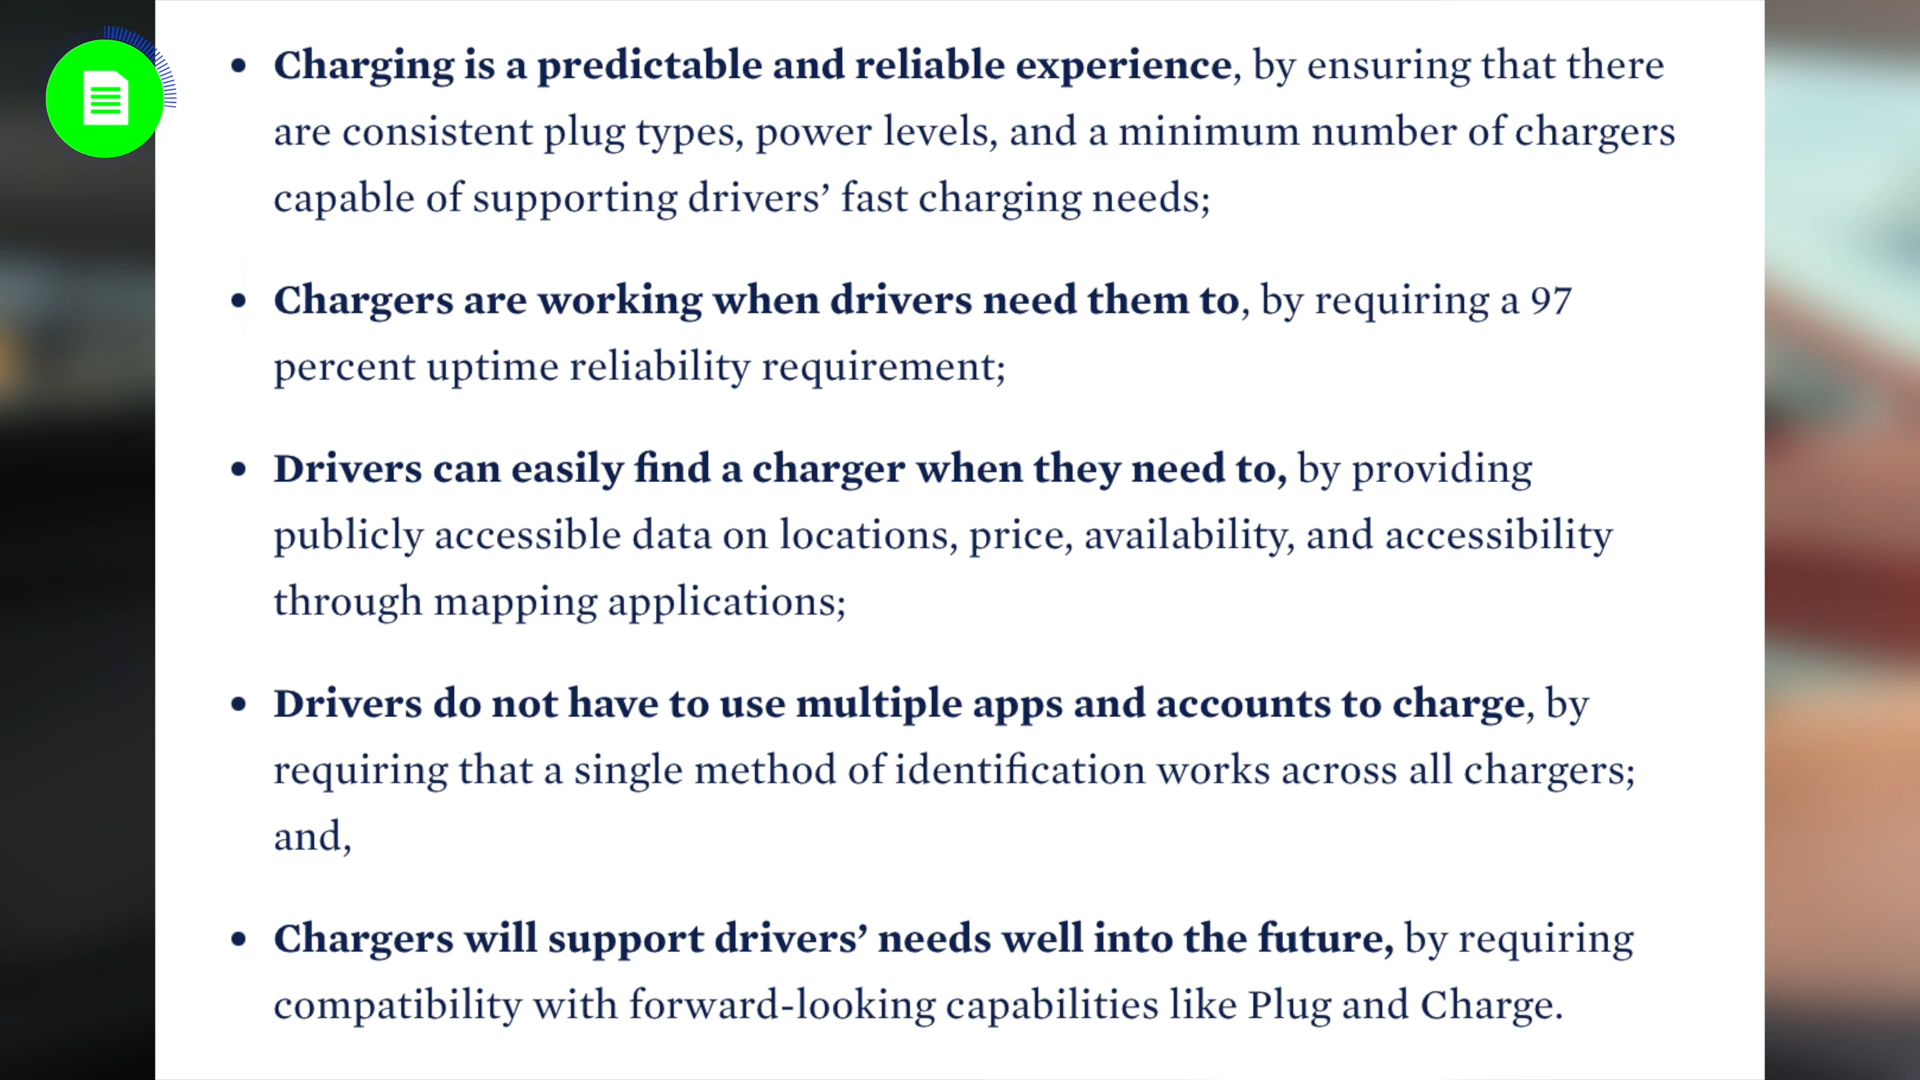 • Charging is a predictable and reliable experience, by ensuring that there
are consistent plug types, power levels, and a minimum number of chargers
capable of supporting drivers’ fast charging needs;
• Chargers are working when drivers need them to, by requiring a 97
percent uptime reliability requirement;
• Drivers can easily find a charger when they need to, by providing
publicly accessible data on locations, price, availability, and accessibility
through mapping applications;
• Drivers do not have to use multiple apps and accounts to charge, by
requiring that a single method of identification works across all chargers;
and,
• Chargers will support drivers’ needs well into the future, by requiring
compatibility with forward-looking capabilities like Plug and Charge.